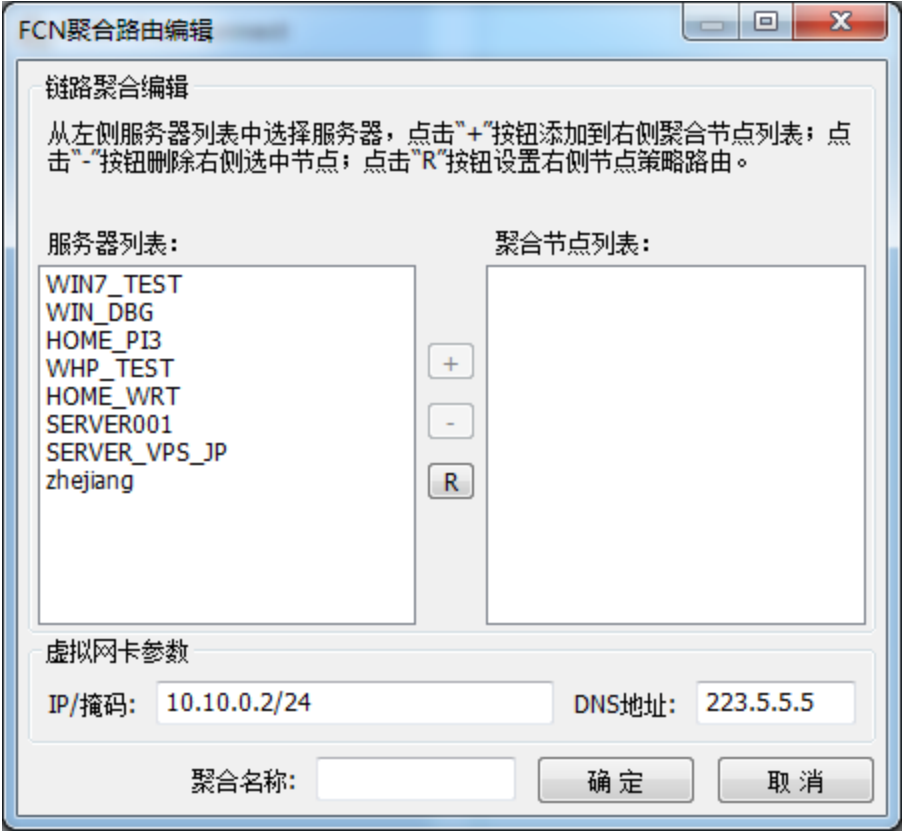 FCN聚合路由编辑
链路聚合编辑
从左侧服务器列表中选择服务器，点击“+”按钮添加到右侧聚合节点列表；点
击“-”按钮删除右侧选中节点；点击“R”按钮设置右侧节点策略路由。
服务器列表:
聚合节点列表:
WIN7_TEST
WIN_DBG
HOME_PI3
WHP_TEST
HOME_WRT
SERVER001
SERVER_VPS_JP
zhejiang
+
-
R
虚拟网卡参数
IP/掩码: 10.10.0.2/24 DNS地址: 223.5.5.5
聚合名称: 确定 取消